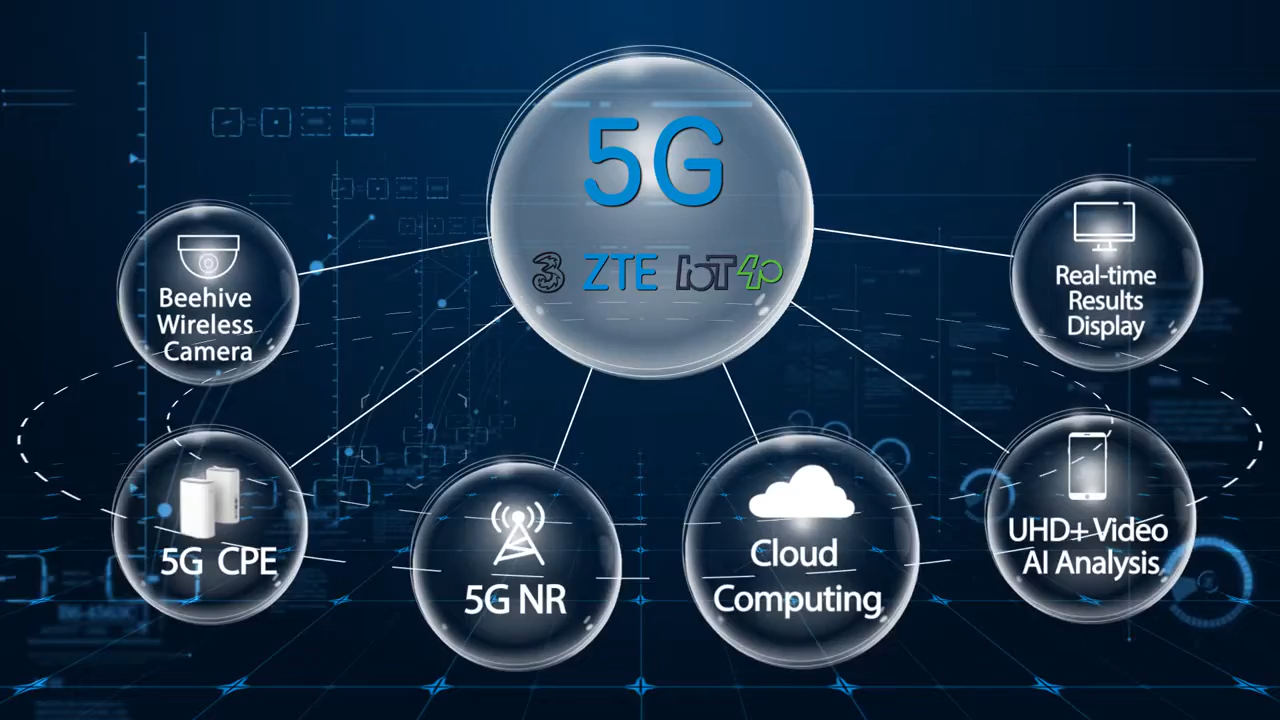 5G
3 ZTE IoT4p
Beehive
Wireless
Camera
Real-time
Results
Display
5G CPE
5G NR
Cloud
Computing
UHD+Video
AI Analysis